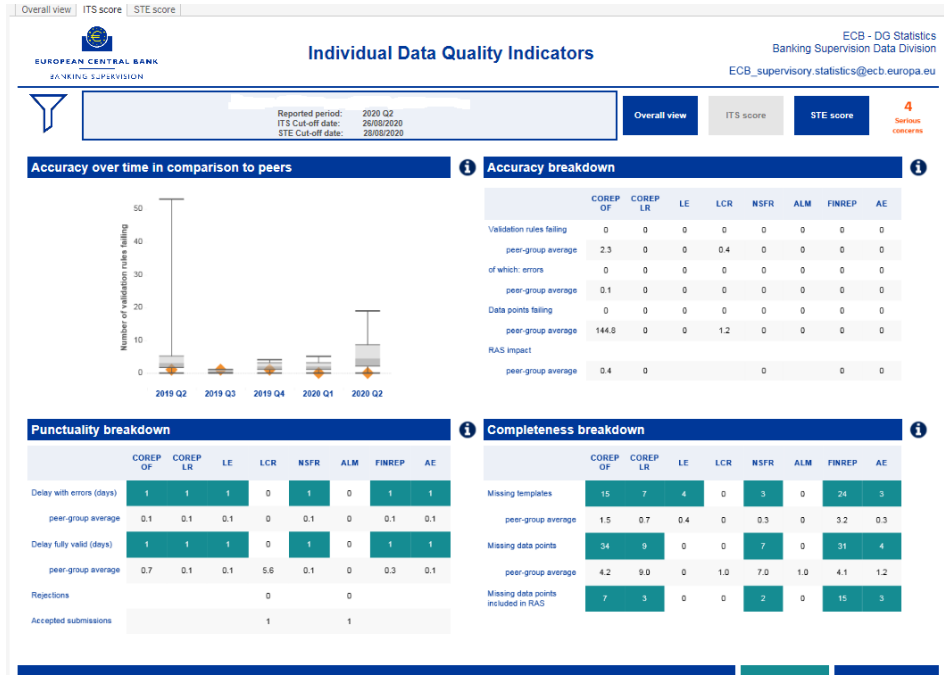 Overall view ITS score STE score
EUROPEAN CENTRAL BANK
BANKING SUPERVISION
Individual Data Quality Indicators
ECB - DG Statistics
Banking Supervision Data Division
ECB_supervisory.statistics@ecb.europa.eu
Reported period: 2020 Q2
ITS Cut-off date: 26/08/2020
STE Cut-off date: 28/08/2020
Overall view
ITS score
STE score
4
Serious
concerns
Accuracy over time in comparison to peers
Number of validation rules failing
50
40
30
20
10
0
2019 Q2 2019 Q3 2019 Q4 2020 Q1 2020 Q2
Accuracy breakdown
COREP OF COREP LR LE LCR NSFR ALM FINREP AE
Validation rules failing 0 0 0 0 0 0 0 0
peer-group average 2.3 0 0 0.4 0 0 0 0
of which: errors 0 0 0 0 0 0 0 0
peer-group average 0.1 0 0 0 0 0 0 0
Data points failing 0 0 0 0 0 0 0 0
peer-group average 144.8 0 0 1.2 0 0 0 0
RAS impact
peer-group average 0.4 0 0 0 0
Punctuality breakdown
COREP OF COREP LR LE LCR NSFR ALM FINREP AE
Delay with errors (days) 1 1 1 0 1 0 1 1
peer-group average 0.1 0.1 0.1 0 0.1 0 0.1 0.1
Delay fully valid (days) 1 1 1 0 1 0 1 1
peer-group average 0.7 0.1 0.1 5.6 0.1 0 0.3 0.1
Rejections 0 0
Accepted submissions 1 1
Completeness breakdown
COREP OF COREP LR LE LCR NSFR ALM FINREP AE
Missing templates 15 7 4 0 3 0 24 3
peer-group average 1.5 0.7 0.4 0 0.3 0 3.2 0.3
Missing data points 34 9 0 0 7 0 31 4
peer-group average 4.2 9.0 0 1.0 7.0 1.0 4.1 1.2
Missing data points
included in RAS 7 3 0 0 2 0 15 3